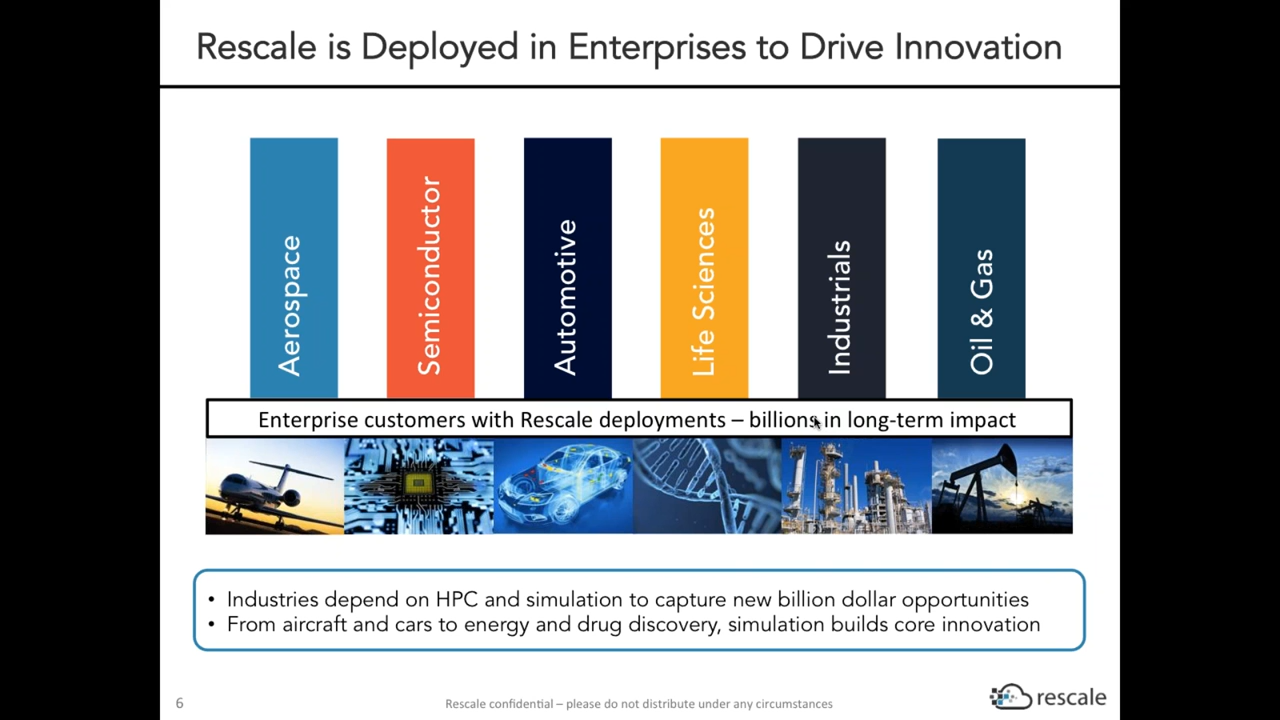 Rescale is Deployed in Enterprises to Drive Innovation
Aerospace
Semiconductor
Automotive
Life Sciences
Industrials
Oil & Gas
Enterprise customers with Rescale deployments – billions in long-term impact
• Industries depend on HPC and simulation to capture new billion dollar opportunities
• From aircraft and cars to energy and drug discovery, simulation builds core innovation
6
Rescale confidential – please do not distribute under any circumstances
rescale